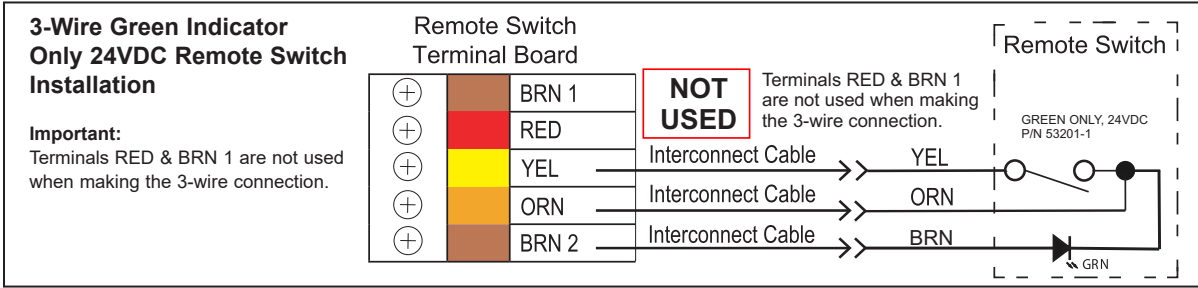 3-Wire Green Indicator
Only 24VDC Remote Switch
Installation
Important:
Terminals RED & BRN 1 are not used
when making the 3-wire connection.
Remote Switch
Terminal Board
BRN 1
RED
YEL
ORN
BRN 2
NOT
USED
Terminals RED & BRN 1
are not used when making
the 3-wire connection.
Interconnect Cable
YEL
Interconnect Cable
ORN
Interconnect Cable
BRN
Remote Switch
GREEN ONLY, 24VDC
P/N 53201-1
GRN